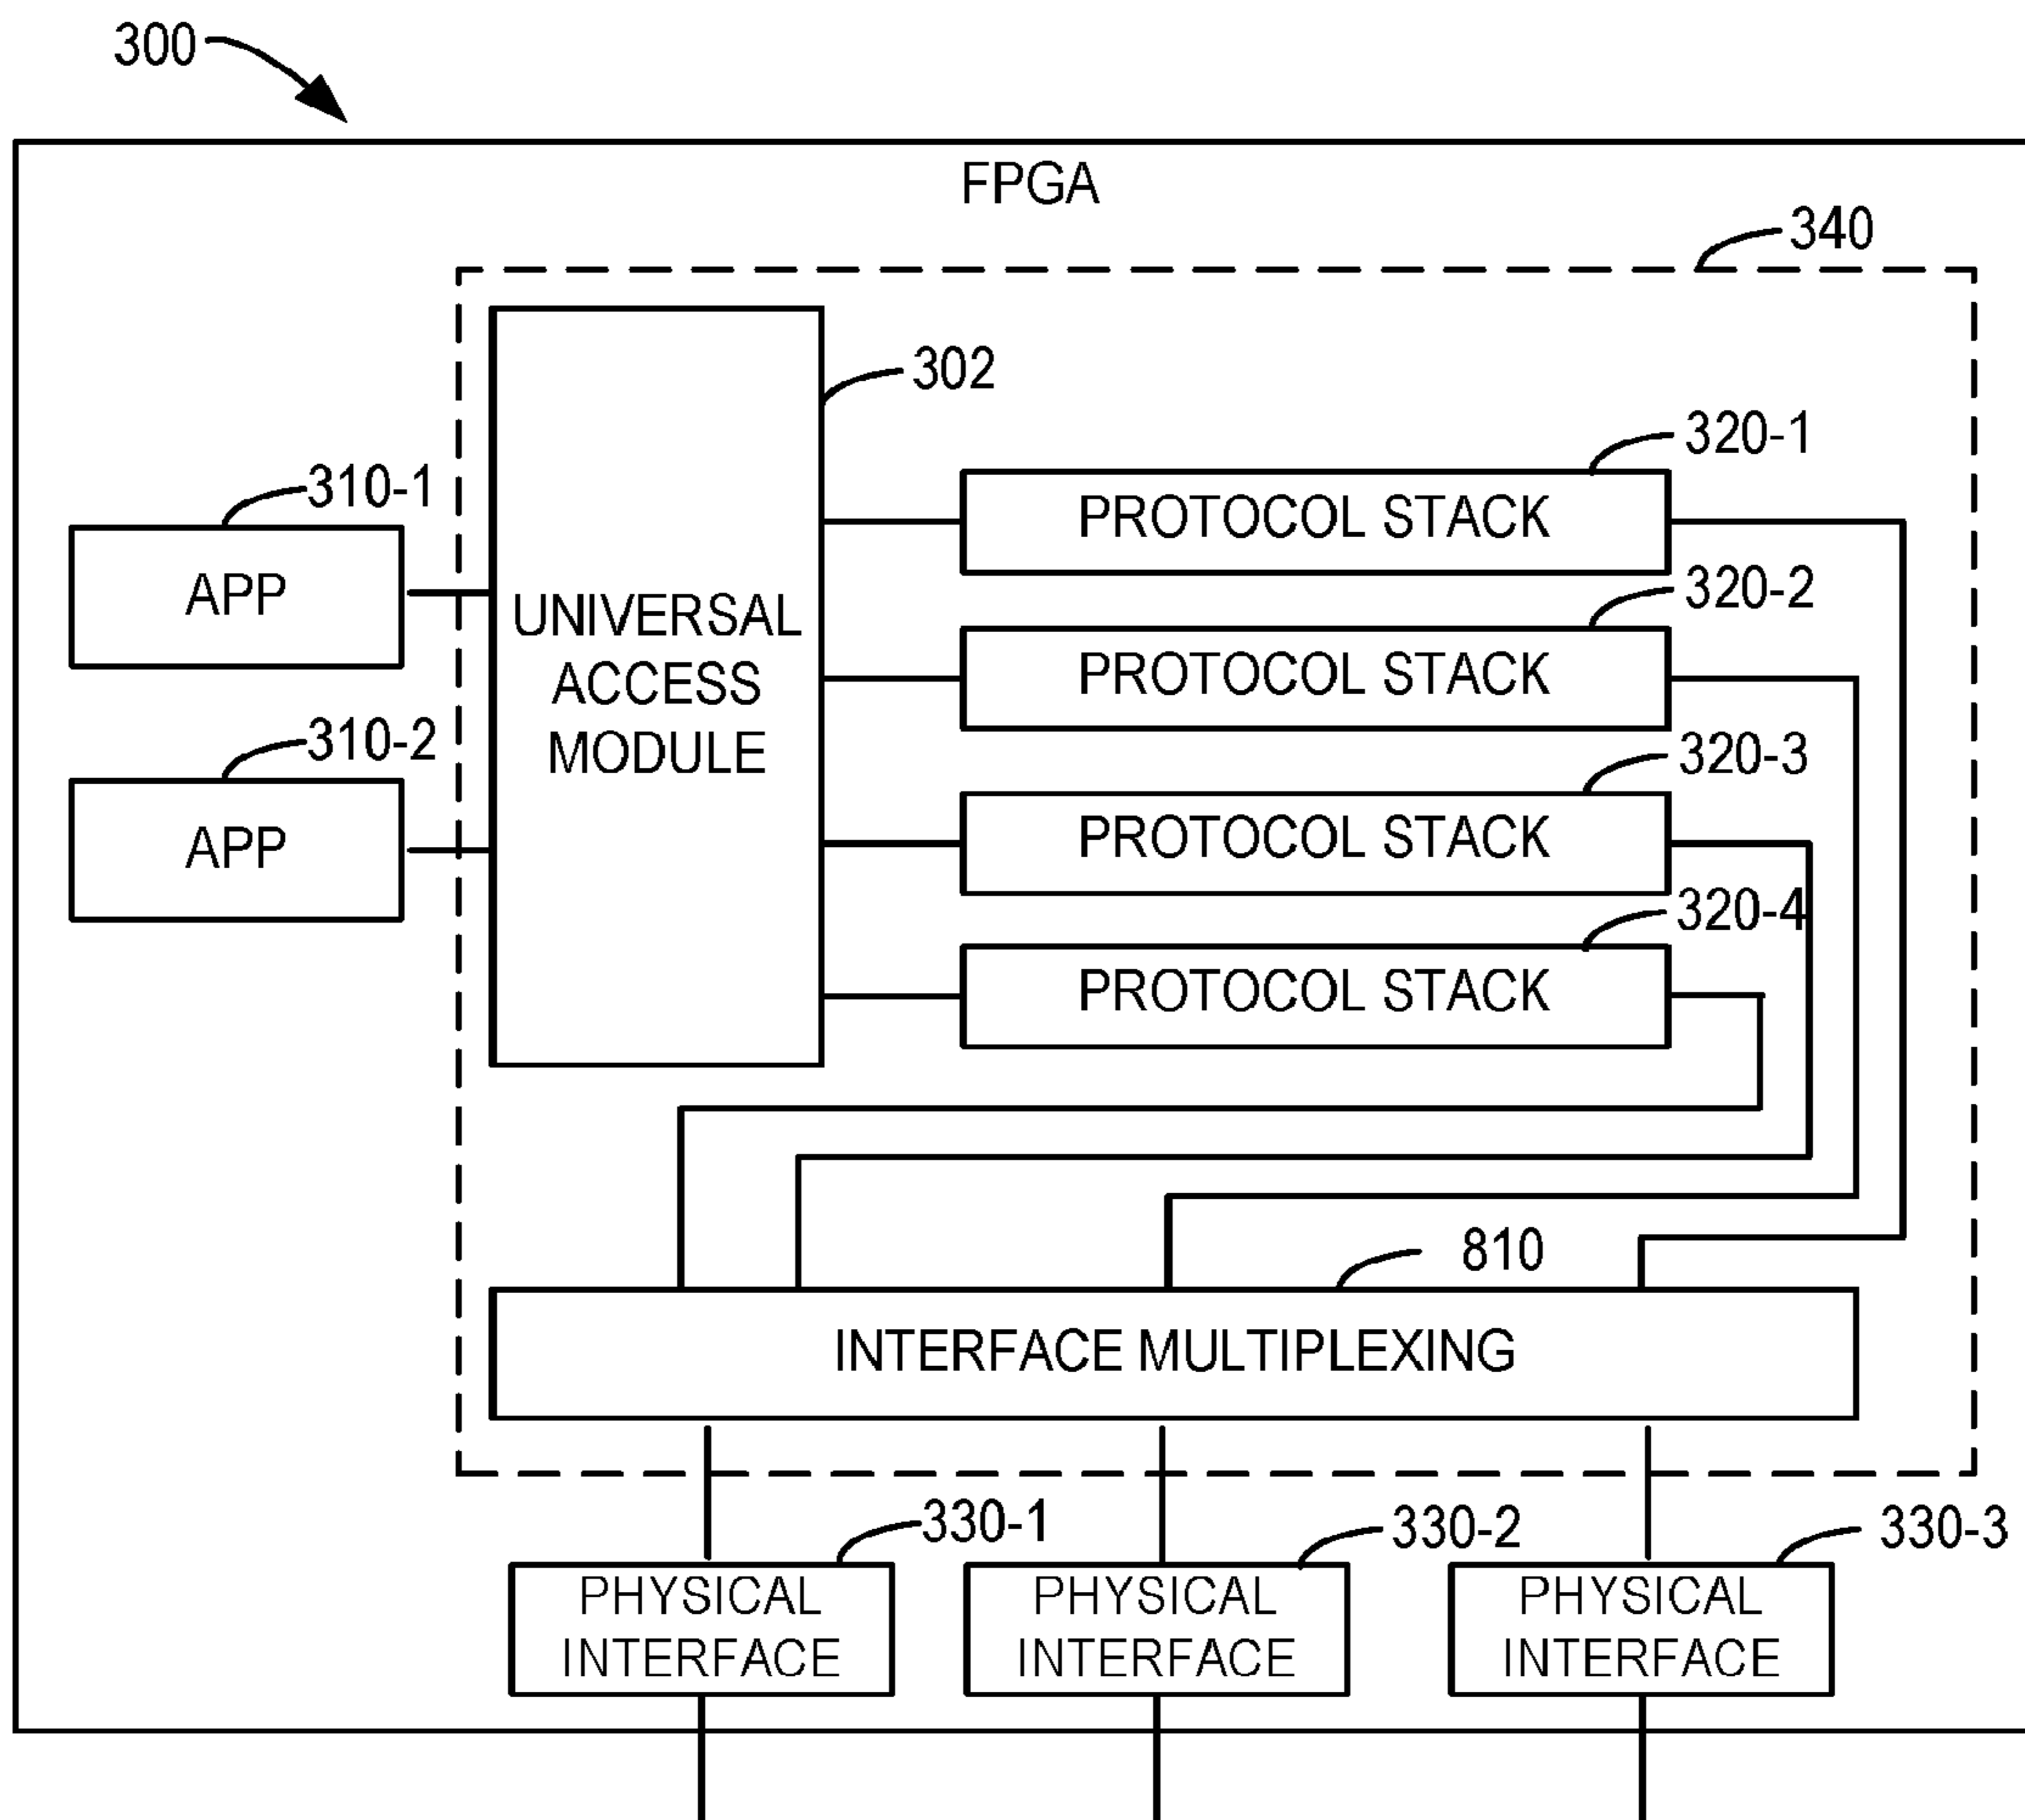 300
FPGA
340
302
320-1
PROTOCOL STACK
310-1
APP
320-2
PROTOCOL STACK
UNIVERSAL
ACCESS
MODULE
310-2
APP
320-3
PROTOCOL STACK
320-4
PROTOCOL STACK
810
INTERFACE MULTIPLEXING
330-1
PHYSICAL
INTERFACE
330-2
PHYSICAL
INTERFACE
330-3
PHYSICAL
INTERFACE